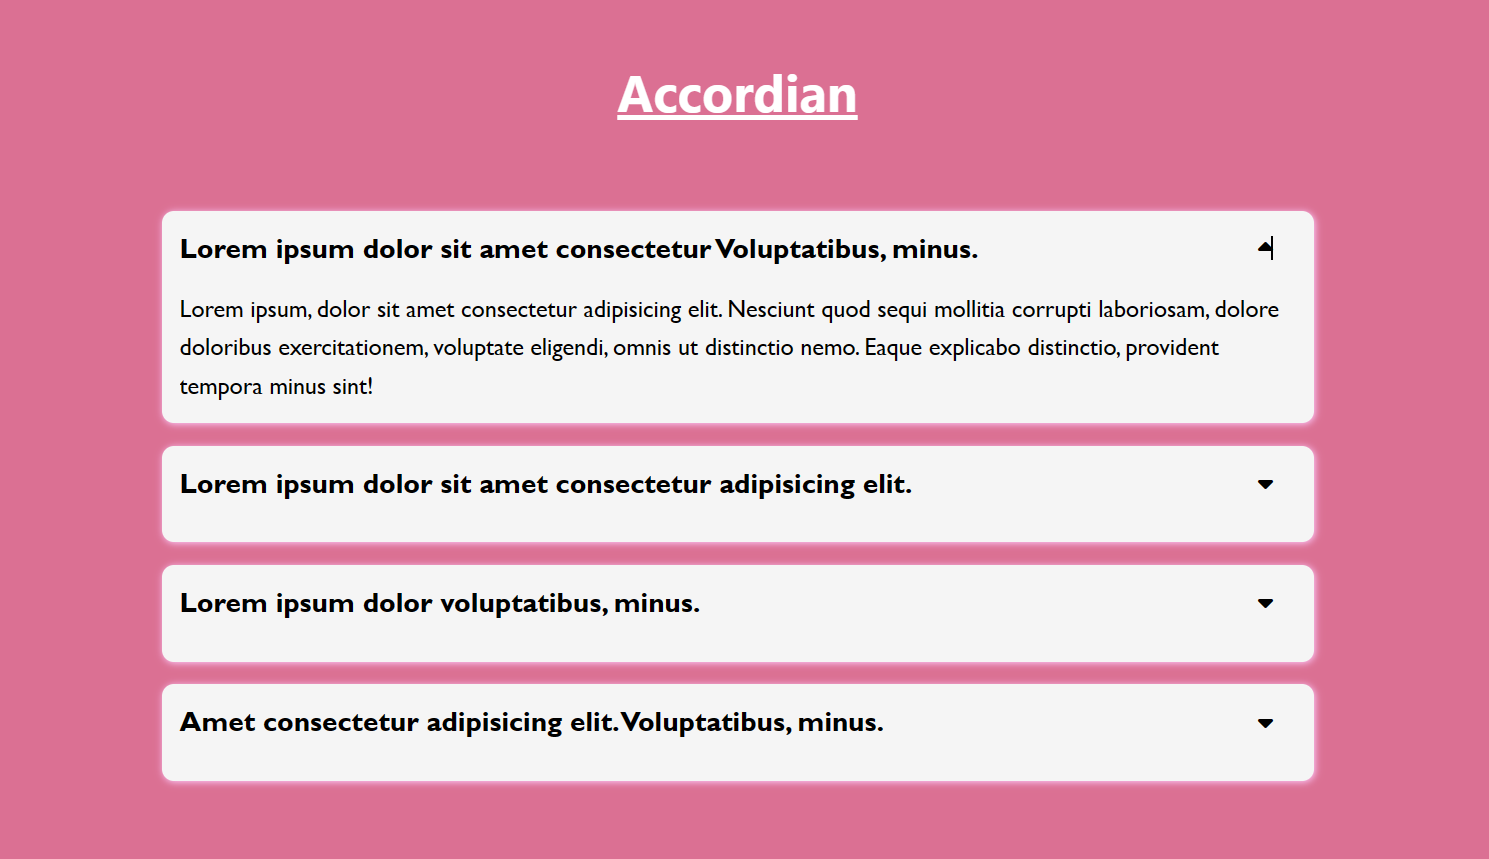 Accordian
Lorem ipsum dolor sit amet consectetur Voluptatibus, minus.
Lorem ipsum, dolor sit amet consectetur adipisicing elit. Nesciunt quod sequi mollitia corrupti laboriosam, dolore
doloribus exercitationem, voluptate eligendi, omnis ut distinctio nemo. Eaque explicabo distinctio, provident
tempora minus sint!
Lorem ipsum dolor sit amet consectetur adipisicing elit.
Lorem ipsum dolor voluptatibus, minus.
Amet consectetur adipisicing elit. Voluptatibus, minus.